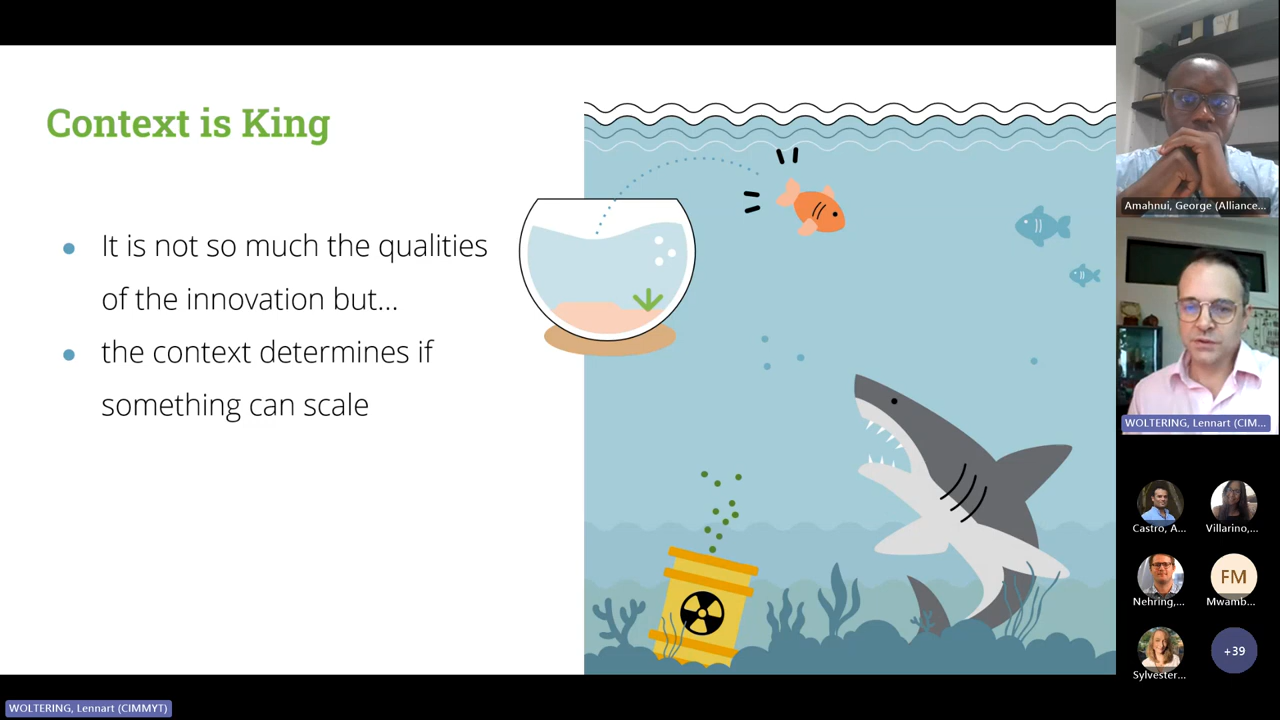 Context is King
It is not so much the qualities
of the innovation but...
the context determines if
something can scale
Amahnui, George (Alliance...
WOLTERING, Lennart (CIM...
Castro, A...
Villarino,...
Nehring,...
FM
Mwamb...
Sylvester...
+39
WOLTERING, Lennart (CIMMYT)